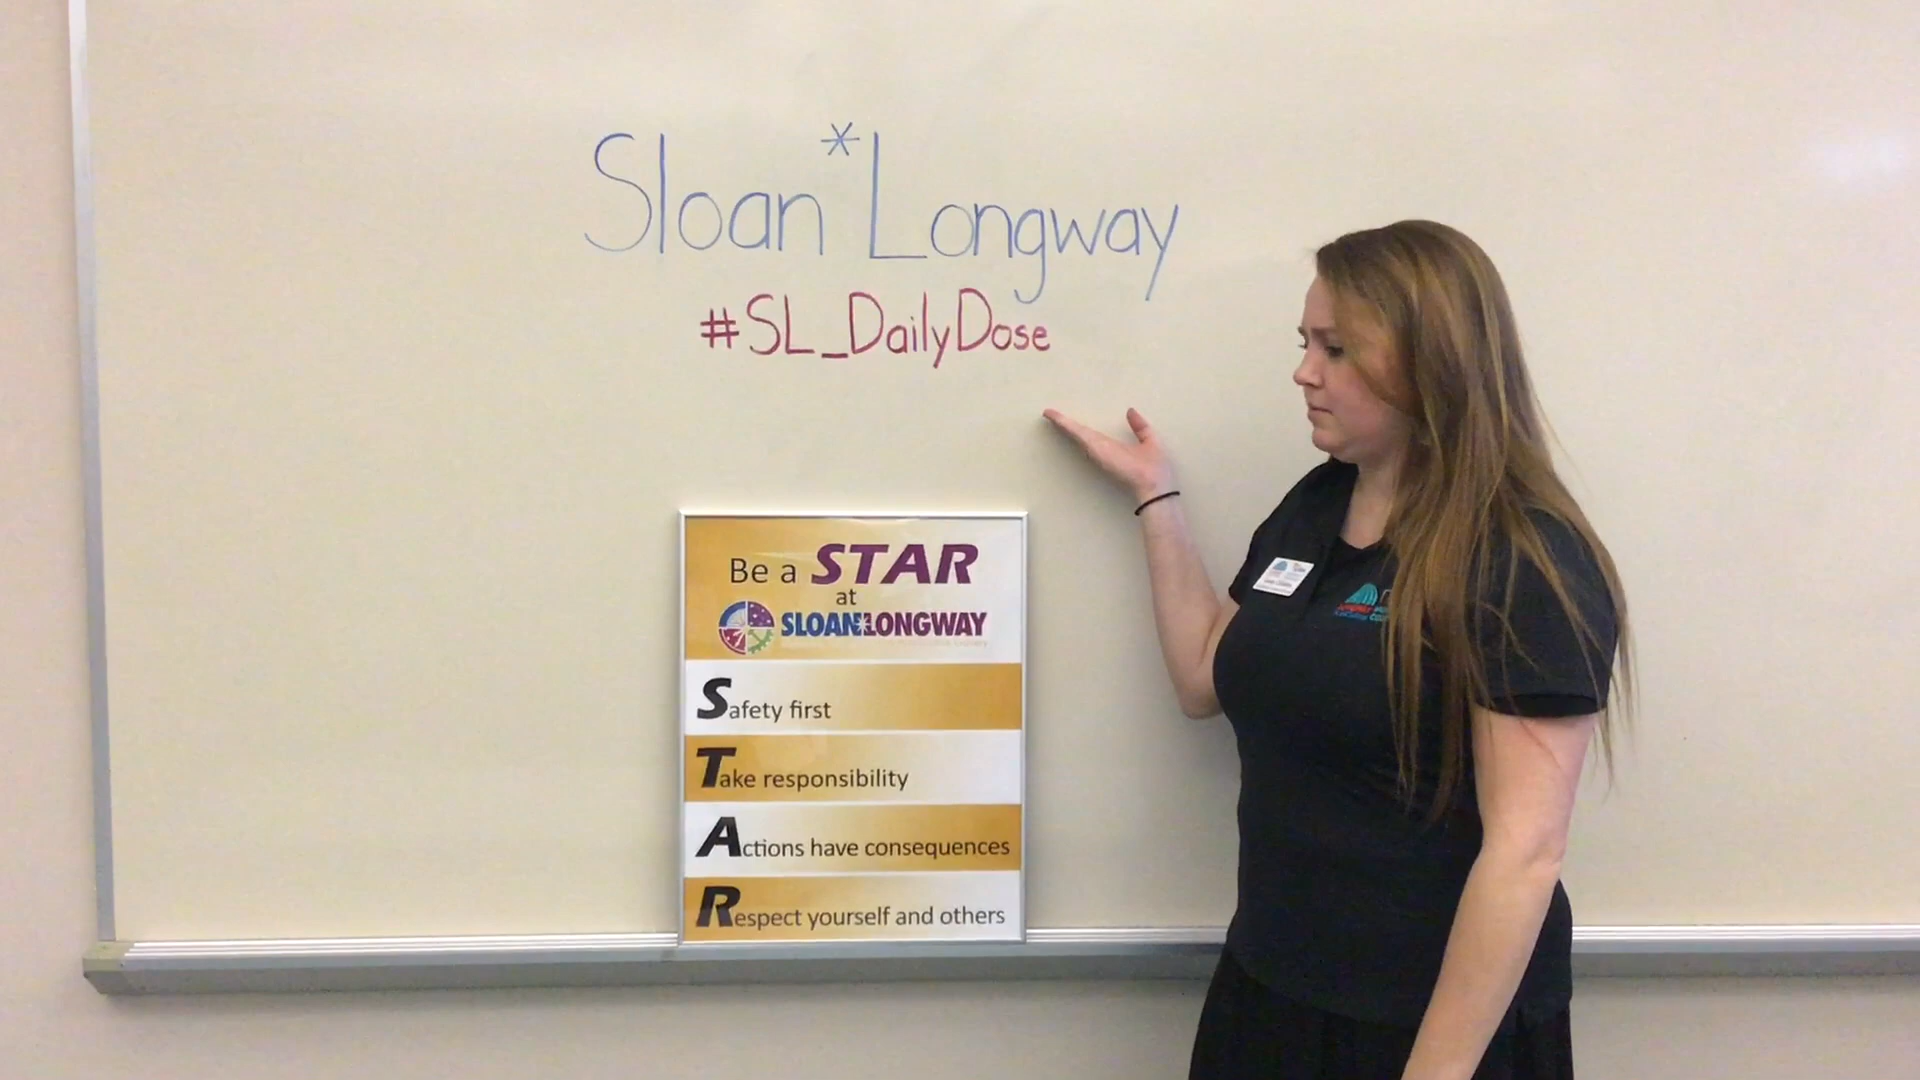 Sloan*Longway
#SL_DailyDose
Be a STAR
at
SLOAN*LONGWAY
Safety first
Take responsibility
Actions have consequences
Respect yourself and others